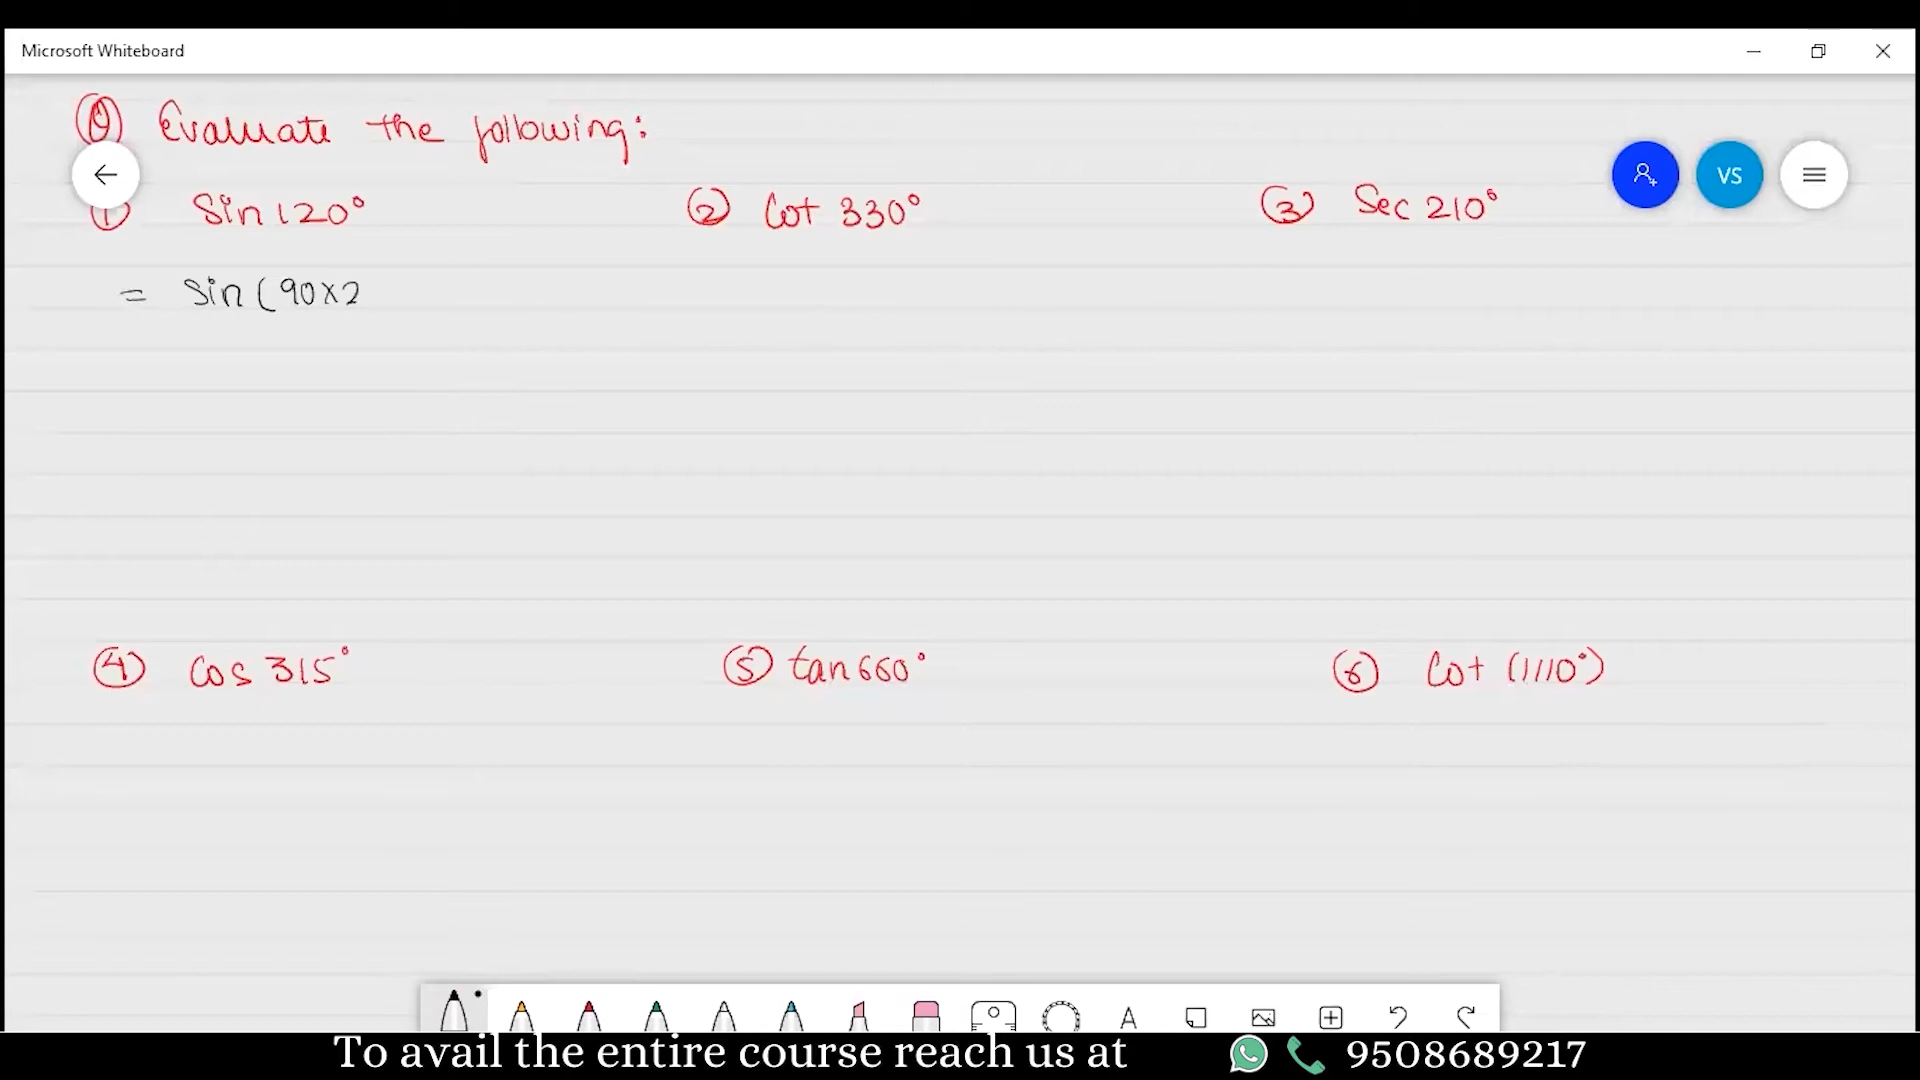 Microsoft Whiteboard
Q Evaluate the following:
VS
① Sin 120° ② Cot 330° ③ Sec 210°
= Sin (90×2
④ Cos 315° ⑤ tan 660° ⑥ Cot (1110°)
To avail the entire course reach us at 9508689217